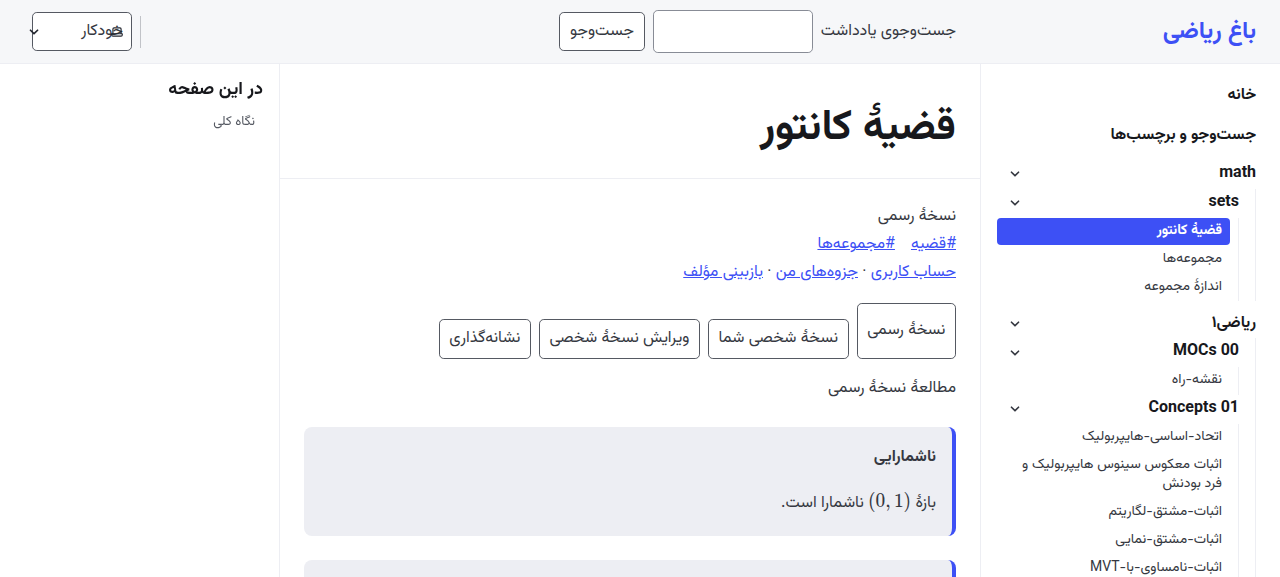 باغ ریاضی
جست‌وجوی یادداشت
جست‌وجو
خودکار
خانه
جست‌وجو و برچسب‌ها
math
sets
قضیهٔ کانتور
مجموعه‌ها
اندازهٔ مجموعه
ریاضی۱
00 MOCs
نقشه-راه
01 Concepts
اتحاد-اساسی-هایپربولیک
اثبات معکوس سینوس هایپربولیک و
فرد بودنش
اثبات-مشتق-لگاریتم
اثبات-مشتق-نمایی
اثبات-نامساوی-با-MVT
قضیهٔ کانتور
نسخهٔ رسمی
#قضیه #مجموعه‌ها
حساب کاربری · جزوه‌های من · بازبینی مؤلف
نسخهٔ رسمی
نسخهٔ شخصی شما
ویرایش نسخهٔ شخصی
نشانه‌گذاری
مطالعهٔ نسخهٔ رسمی
ناشمارایی
بازهٔ (0, 1) ناشمارا است.
در این صفحه
نگاه کلی